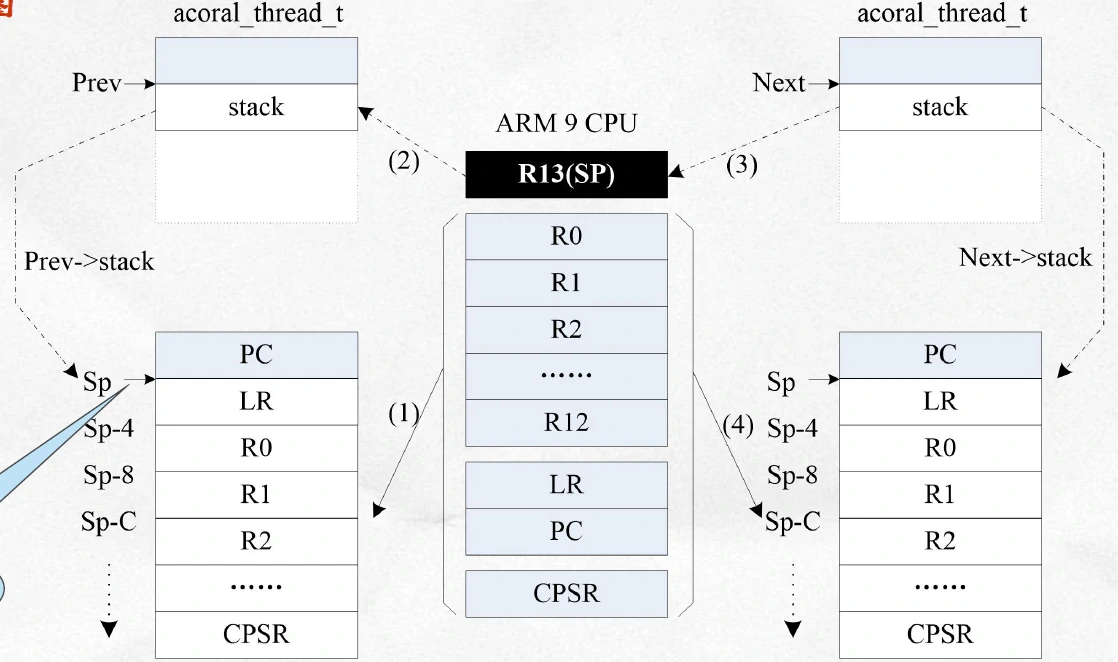 图
acoral_thread_t
acoral_thread_t
Prev
stack
Next
stack
ARM 9 CPU
(2)
R13(SP)
(3)
R0
Prev->stack
Next->stack
R1
R2
PC
PC
……
Sp
Sp
LR
LR
(1)
R12
(4)
Sp-4
Sp-4
R0
R0
Sp-8
Sp-8
LR
R1
R1
Sp-C
Sp-C
PC
R2
R2
……
……
CPSR
CPSR
CPSR